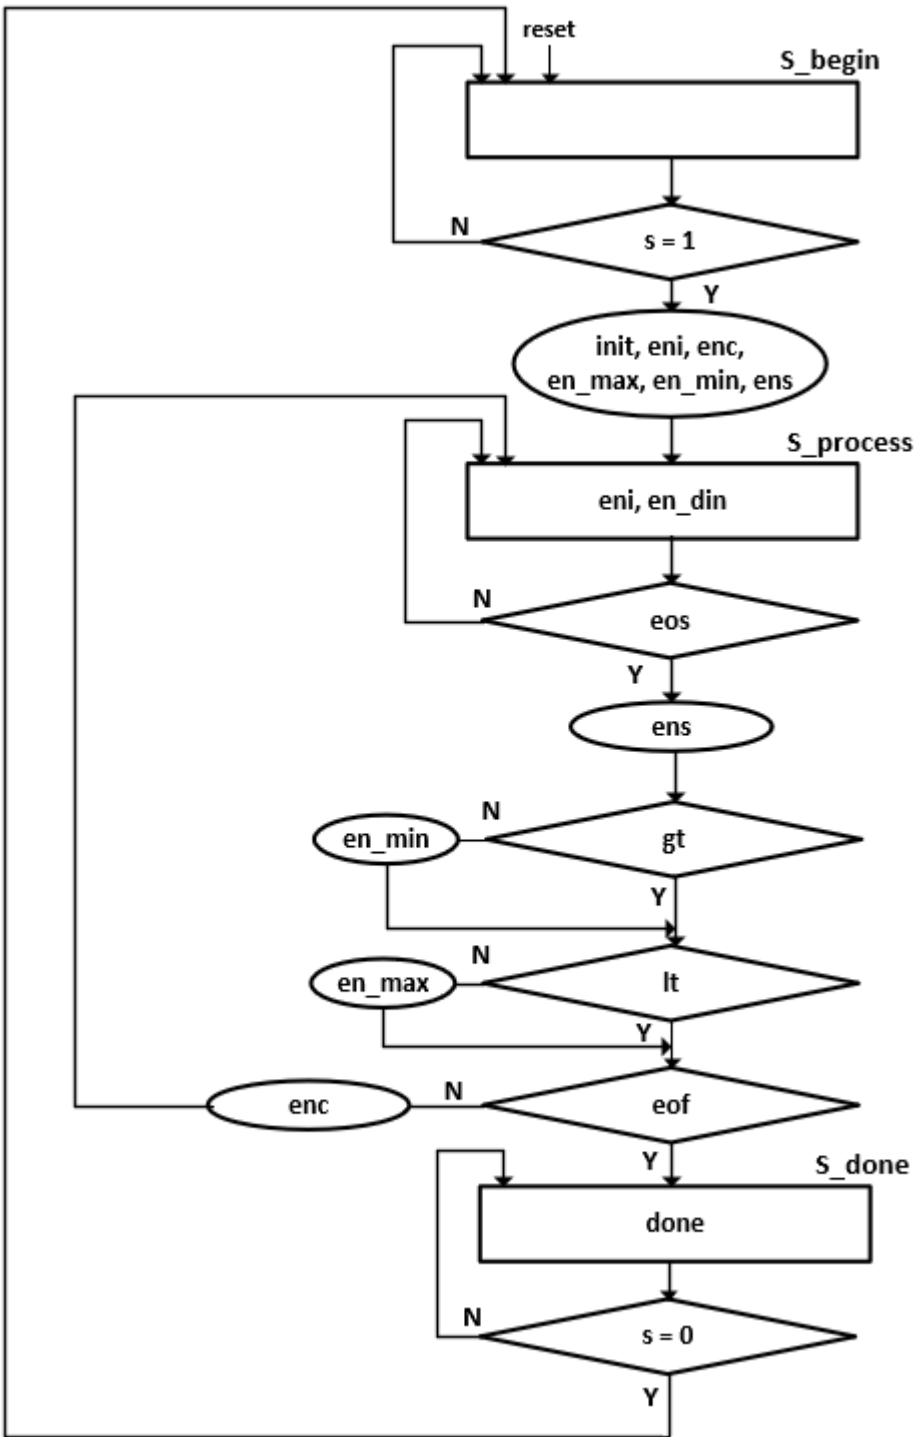 reset
S_begin
N
s = 1
Y
init, eni, enc,
en_max, en_min, ens
S_process
eni, en_din
N
eos
Y
ens
N
en_min
gt
Y
N
en_max
lt
Y
enc
N
eof
Y
S_done
done
N
s = 0
Y